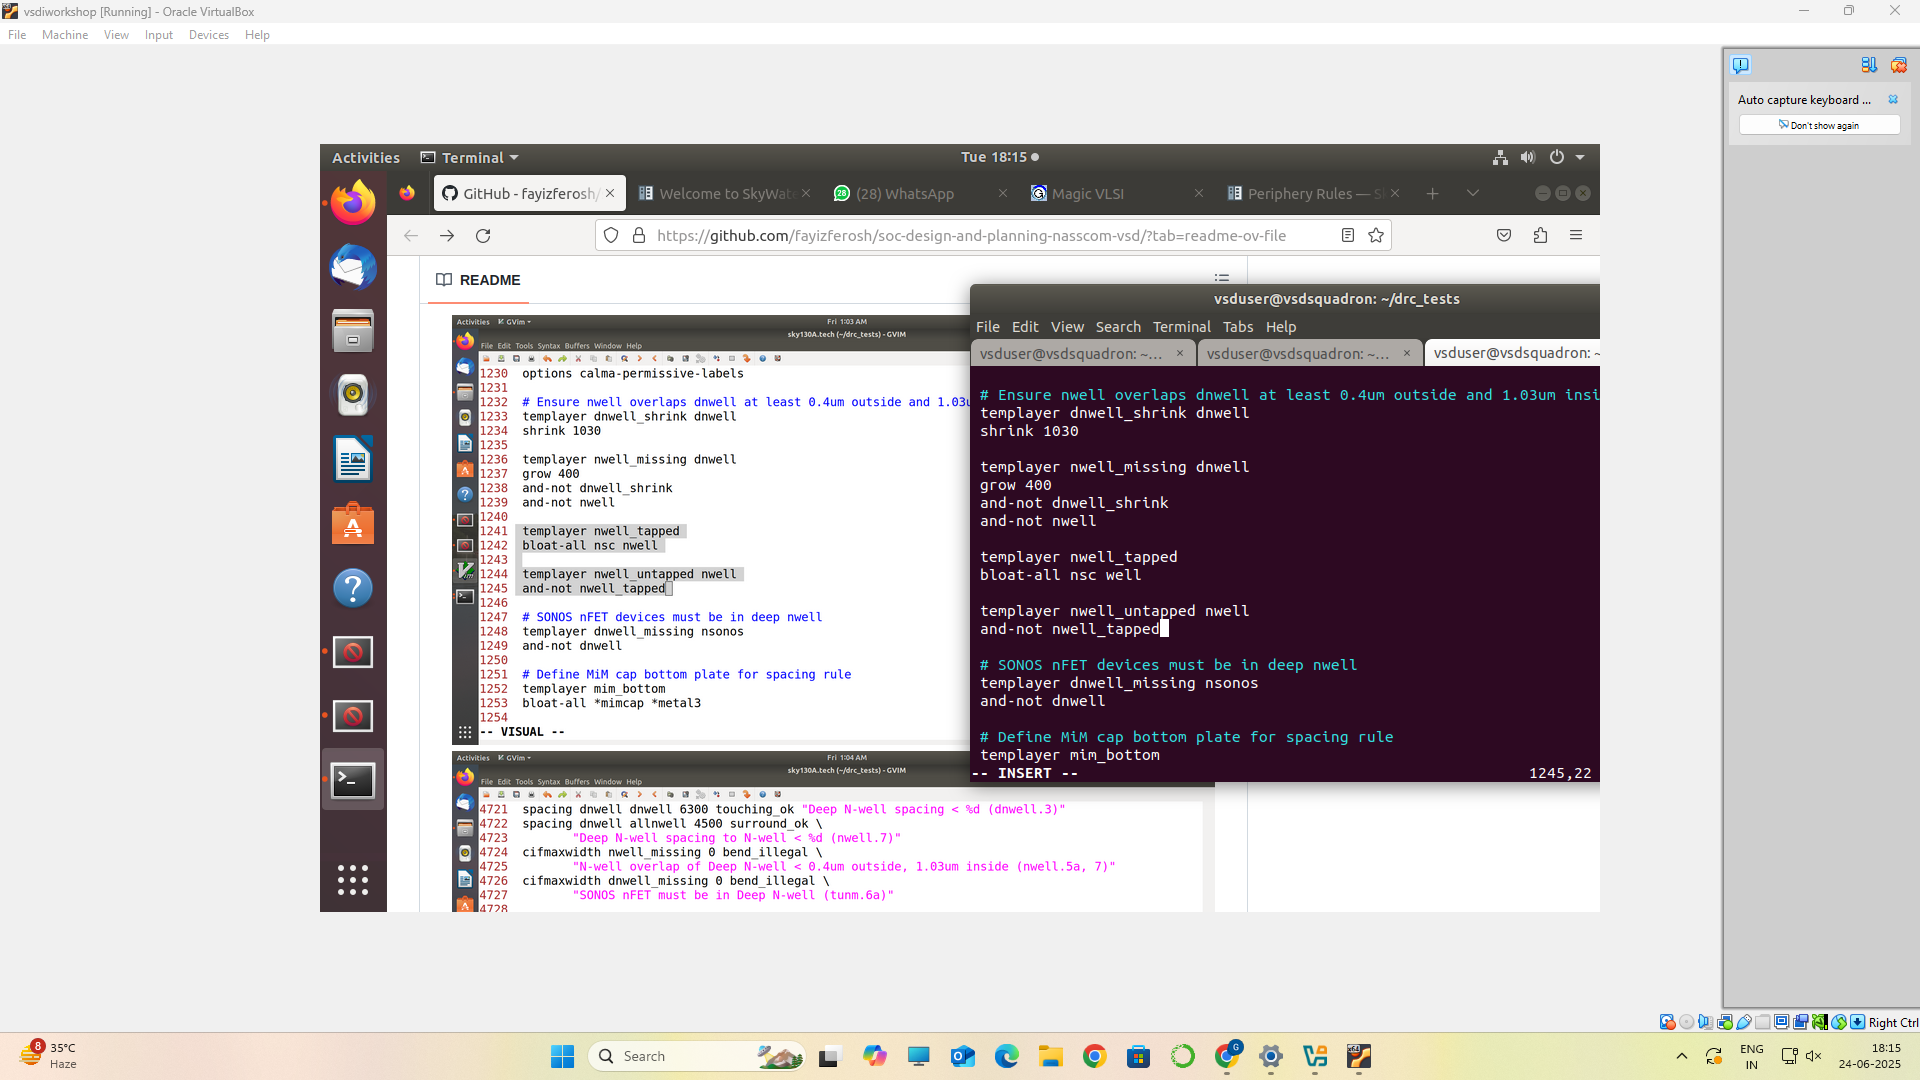 vsdiworkshop [Running] - Oracle VirtualBox
File Machine View Input Devices Help
Auto capture keyboard ...
Don't show again
Activities Terminal Tue 18:15
GitHub - fayizferosh/ Welcome to SkyWate (28) WhatsApp Magic VLSI Periphery Rules — S
https://github.com/fayizferosh/soc-design-and-planning-nasscom-vsd/?tab=readme-ov-file
README
Activities GVim Fri 1:03 AM
sky130A.tech (~/drc_tests) - GVIM
File Edit Tools Syntax Buffers Window Help
1230 options calma-permissive-labels
1231
1232 # Ensure nwell overlaps dnwell at least 0.4um outside and 1.03u
1233 templayer dnwell_shrink dnwell
1234 shrink 1030
1235
1236 templayer nwell_missing dnwell
1237 grow 400
1238 and-not dnwell_shrink
1239 and-not nwell
1240
1241 templayer nwell_tapped
1242 bloat-all nsc nwell
1243
1244 templayer nwell_untapped nwell
1245 and-not nwell_tapped
1246
1247 # SONOS nFET devices must be in deep nwell
1248 templayer dnwell_missing nsonos
1249 and-not dnwell
1250
1251 # Define MiM cap bottom plate for spacing rule
1252 templayer mim_bottom
1253 bloat-all *mimcap *metal3
1254
-- VISUAL --
Activities GVim Fri 1:04 AM
sky130A.tech (~/drc_tests) - GVIM
File Edit Tools Syntax Buffers Window Help
4721 spacing dnwell dnwell 6300 touching_ok "Deep N-well spacing < %d (dnwell.3)"
4722 spacing dnwell allnwell 4500 surround_ok \
4723 "Deep N-well spacing to N-well < %d (nwell.7)"
4724 cifmaxwidth nwell_missing 0 bend_illegal \
4725 "N-well overlap of Deep N-well < 0.4um outside, 1.03um inside (nwell.5a, 7)"
4726 cifmaxwidth dnwell_missing 0 bend_illegal \
4727 "SONOS nFET must be in Deep N-well (tunm.6a)"
4728
vsduser@vsdsquadron: ~/drc_tests
File Edit View Search Terminal Tabs Help
vsduser@vsdsquadron: ~... vsduser@vsdsquadron: ~... vsduser@vsdsquadron: ~
# Ensure nwell overlaps dnwell at least 0.4um outside and 1.03um insi
templayer dnwell_shrink dnwell
shrink 1030
templayer nwell_missing dnwell
grow 400
and-not dnwell_shrink
and-not nwell
templayer nwell_tapped
bloat-all nsc well
templayer nwell_untapped nwell
and-not nwell_tapped
# SONOS nFET devices must be in deep nwell
templayer dnwell_missing nsonos
and-not dnwell
# Define MiM cap bottom plate for spacing rule
templayer mim_bottom
-- INSERT -- 1245,22
Right Ctrl
8
35°C
Haze
Search
ENG
IN
18:15
24-06-2025